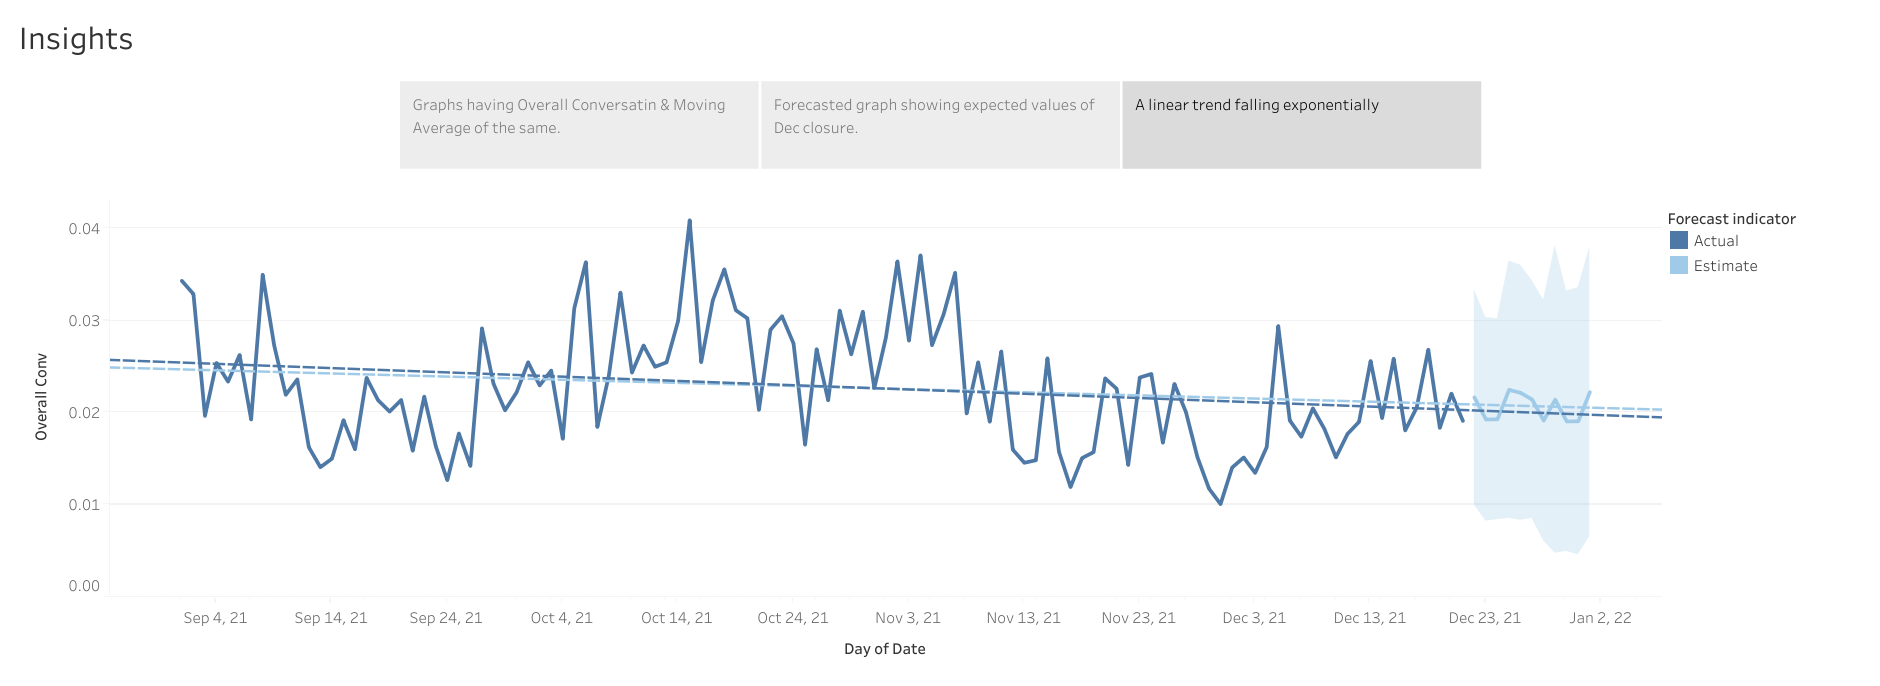 Insights
Graphs having Overall Conversatin & Moving
Average of the same.
Forecasted graph showing expected values of
Dec closure.
A linear trend falling exponentially
Forecast indicator
Actual
Estimate
0.04
0.03
0.02
0.01
0.00
Overall Conv
Sep 4, 21
Sep 14, 21
Sep 24, 21
Oct 4, 21
Oct 14, 21
Oct 24, 21
Nov 3, 21
Nov 13, 21
Nov 23, 21
Dec 3, 21
Dec 13, 21
Dec 23, 21
Jan 2, 22
Day of Date